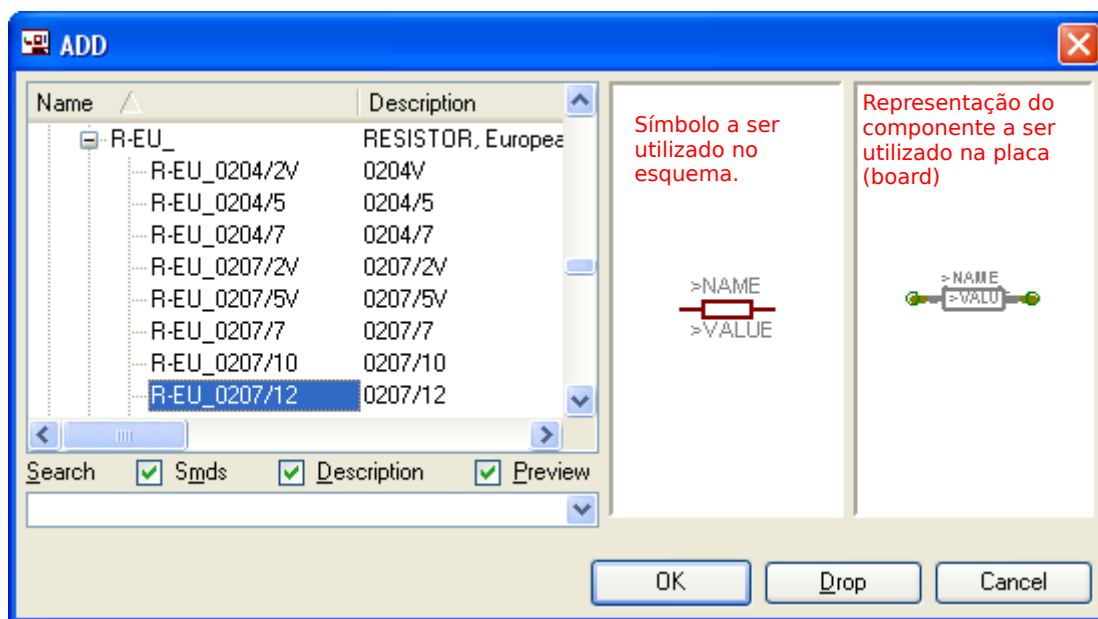 ADD
Name Description
R-EU_ RESISTOR, Europea
R-EU_0204/2V 0204V
R-EU_0204/5 0204/5
R-EU_0204/7 0204/7
R-EU_0207/2V 0207/2V
R-EU_0207/5V 0207/5V
R-EU_0207/7 0207/7
R-EU_0207/10 0207/10
R-EU_0207/12 0207/12
Search Smds Description Preview
Símbolo a ser
utilizado no
esquema.
>NAME
>VALUE
Representação do
componente a ser
utilizado na placa
(board)
>NAME
>VALU
OK Drop Cancel